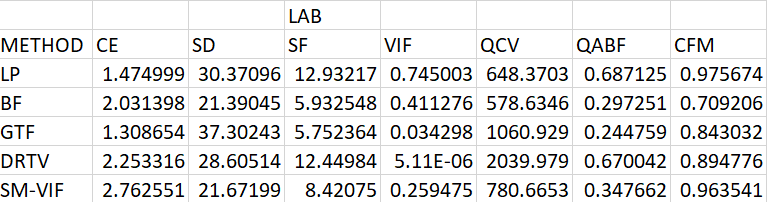 LAB
METHOD CE SD SF VIF QCV QABF CFM
LP 1.474999 30.37096 12.93217 0.745003 648.3703 0.687125 0.975674
BF 2.031398 21.39045 5.932548 0.411276 578.6346 0.297251 0.709206
GTF 1.308654 37.30243 5.752364 0.034298 1060.929 0.244759 0.843032
DRTV 2.253316 28.60514 12.44984 5.11E-06 2039.979 0.670042 0.894776
SM-VIF 2.762551 21.67199 8.42075 0.259475 780.6653 0.347662 0.963541